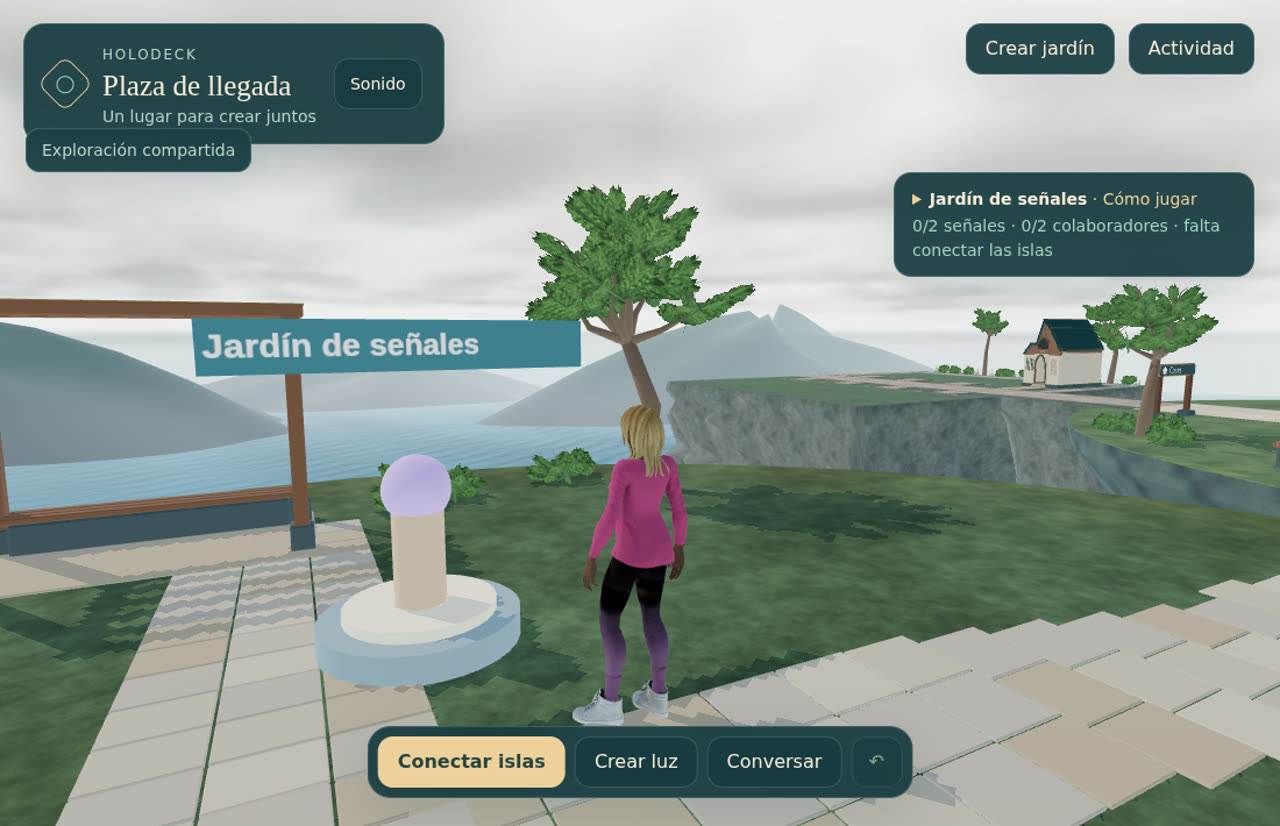 HOLODECK
Plaza de llegada
Un lugar para crear juntos
Sonido
Exploración compartida
Crear jardín
Actividad
Jardín de señales · Cómo jugar
0/2 señales · 0/2 colaboradores · falta
conectar las islas
Jardín de señales
Conectar islas
Crear luz
Conversar